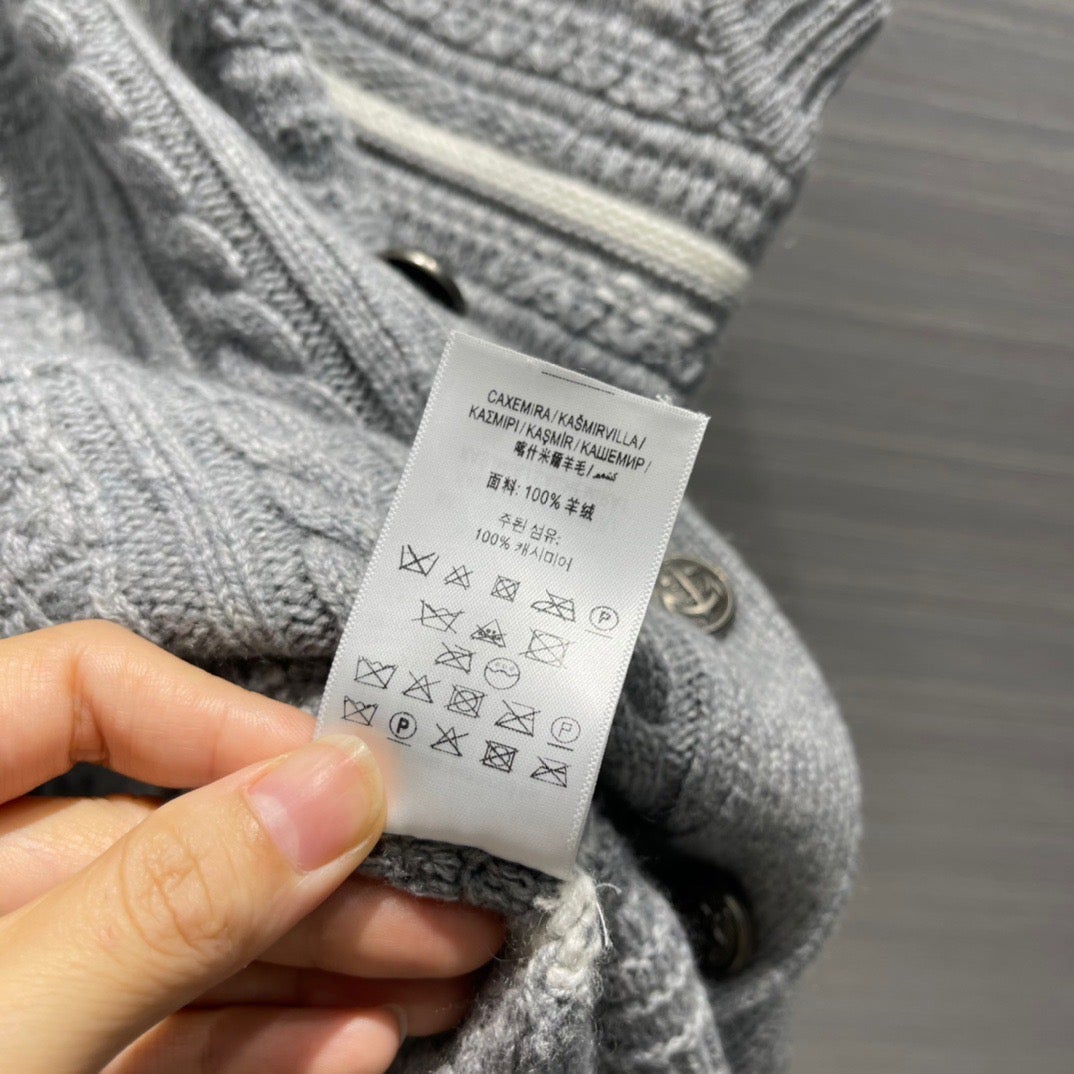 CAXEMIRA / KAŠMIRVILLA /
ΚΑΣΜΙΡΙ / KAŞMİR / КАШЕМИР /
喀什米爾羊毛 / كشمير
面料: 100% 羊绒
주된 섬유:
100% 캐시미어
P
P
P